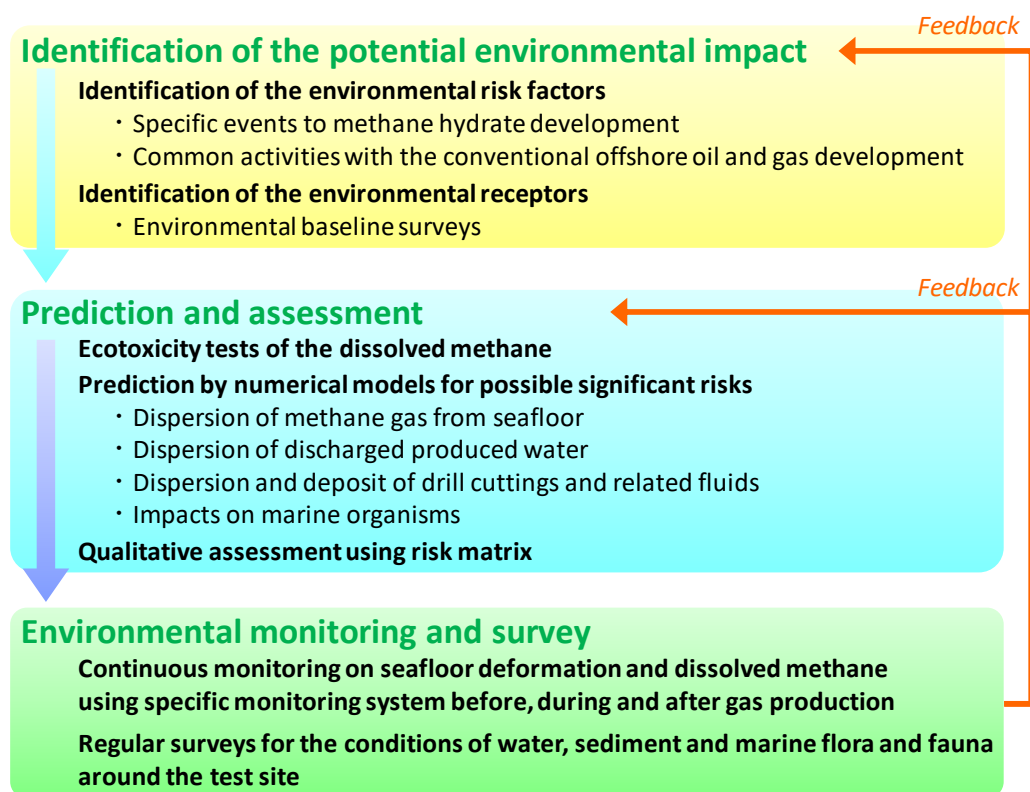 Feedback
Identification of the potential environmental impact
Identification of the environmental risk factors
・Specific events to methane hydrate development
・Common activities with the conventional offshore oil and gas development
Identification of the environmental receptors
・Environmental baseline surveys
Feedback
Prediction and assessment
Ecotoxicity tests of the dissolved methane
Prediction by numerical models for possible significant risks
・Dispersion of methane gas from seafloor
・Dispersion of discharged produced water
・Dispersion and deposit of drill cuttings and related fluids
・Impacts on marine organisms
Qualitative assessment using risk matrix
Environmental monitoring and survey
Continuous monitoring on seafloor deformation and dissolved methane
using specific monitoring system before, during and after gas production
Regular surveys for the conditions of water, sediment and marine flora and fauna
around the test site